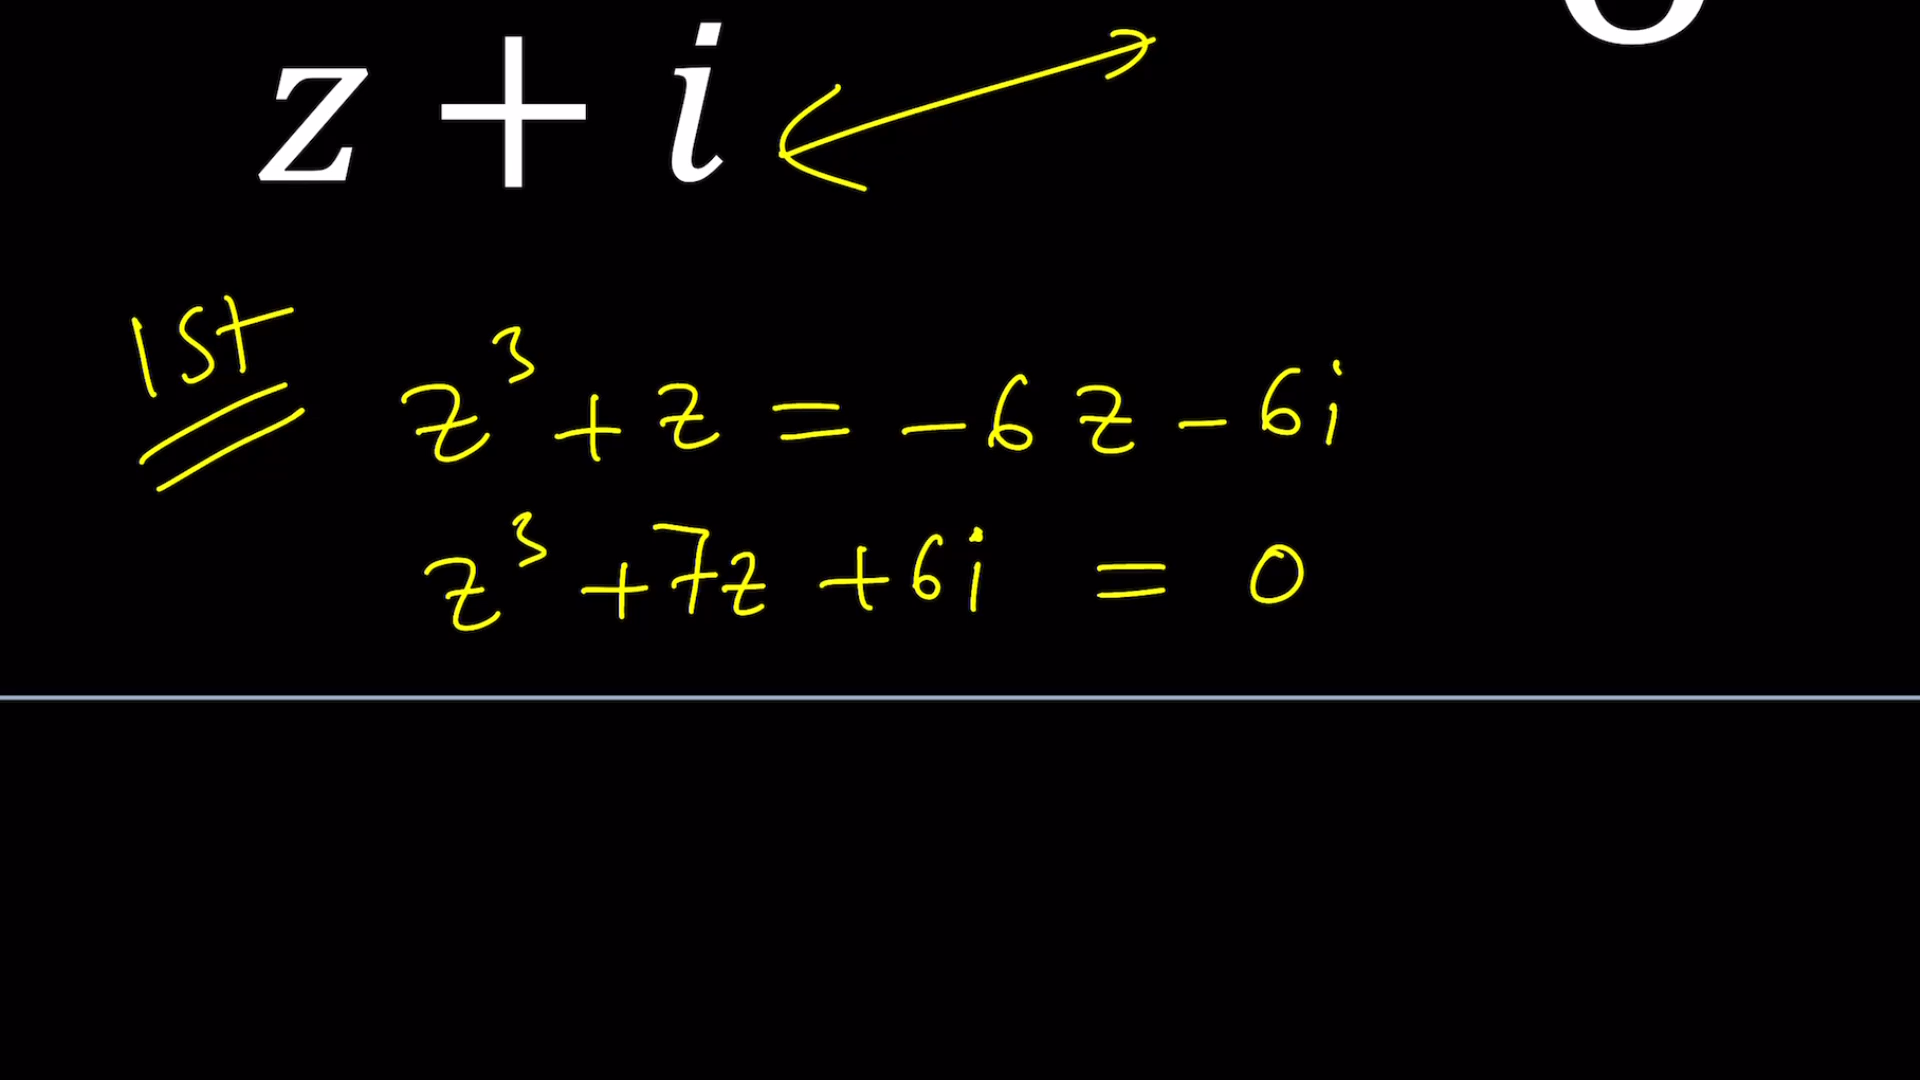 z + i
1st
z³ + z = -6z - 6i
z³ + 7z + 6i = 0